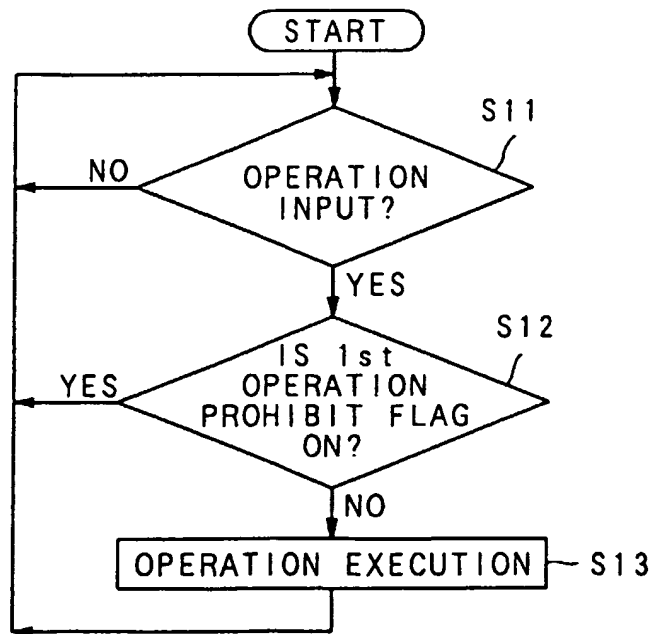 START
S11
NO
OPERATION
INPUT?
YES
S12
IS 1st
YES
OPERATION
PROHIBIT FLAG
ON?
NO
OPERATION EXECUTION
S13